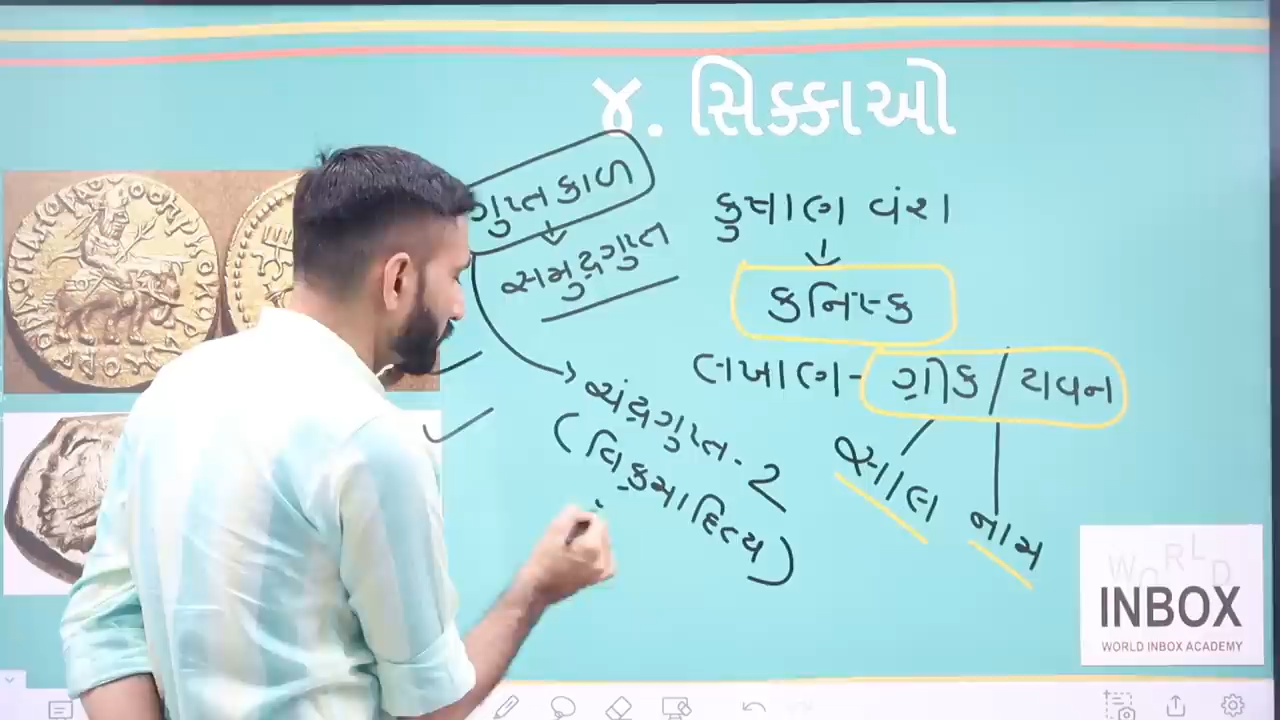 ૪. સિક્કાઓ
ગુપ્તકાળ
સમુદ્રગુપ્ત
ચંદ્રગુપ્ત-2
(વિક્રમાદિત્ય)
કુષાણ વંશ
કનિષ્ક
લખાણ- ગ્રીક/યવન
સાલ નામ
WORLD
INBOX
WORLD INBOX ACADEMY